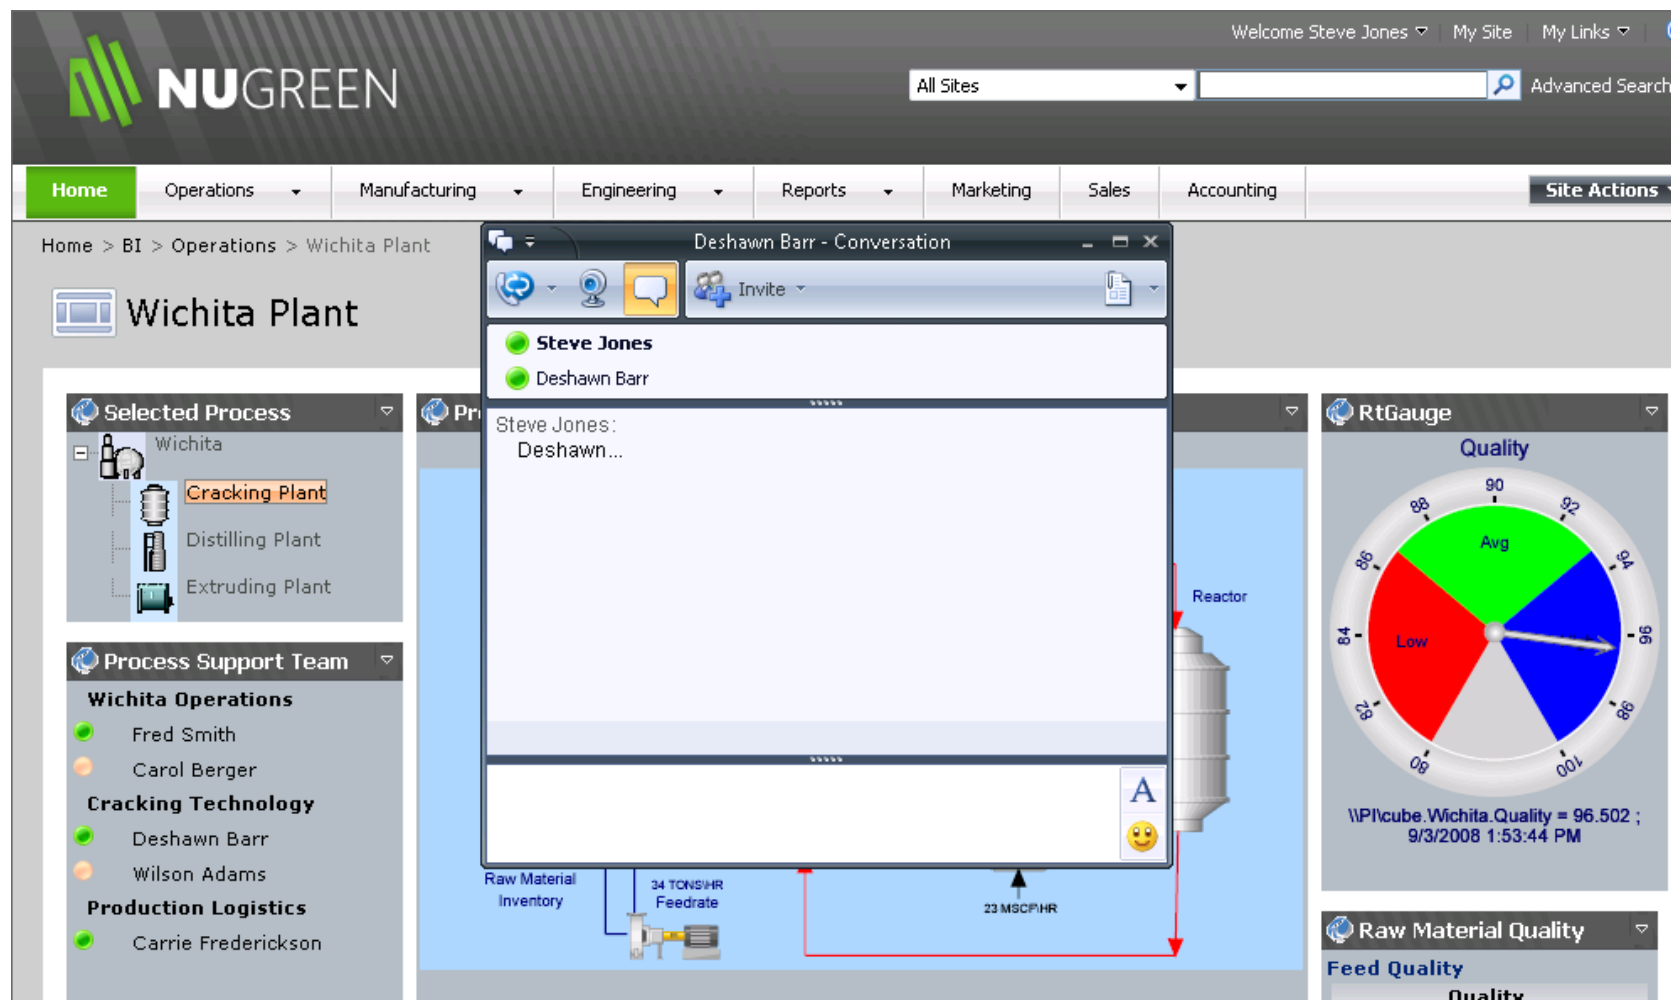 Welcome Steve Jones My Site My Links
NUGREEN
All Sites Advanced Search
Home Operations Manufacturing Engineering Reports Marketing Sales Accounting Site Actions
Home > BI > Operations > Wichita Plant
Wichita Plant
Deshawn Barr - Conversation
Invite
Steve Jones
Deshawn Barr
Steve Jones:
Deshawn...
A
Selected Process
Wichita
Cracking Plant
Distilling Plant
Extruding Plant
Process Support Team
Wichita Operations
Fred Smith
Carol Berger
Cracking Technology
Deshawn Barr
Wilson Adams
Production Logistics
Carrie Frederickson
Reactor
Raw Material
Inventory
34 TONS\HR
Feedrate
23 MSCF\HR
RtGauge
Quality
80 82 84 86 88 90 92 94 96 98 100
Low
Avg
\\PI\cube.Wichita.Quality = 96.502 ;
9/3/2008 1:53:44 PM
Raw Material Quality
Feed Quality
Quality